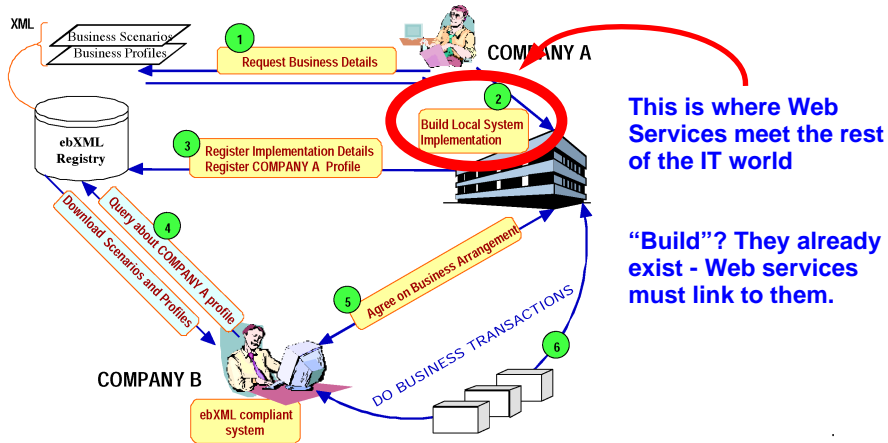 XML
Business Scenarios
Business Profiles
1
Request Business Details
COMPANY A
2
Build Local System
Implementation
This is where Web
Services meet the rest
of the IT world
ebXML
Registry
3
Register Implementation Details
Register COMPANY A Profile
4
Query about COMPANY A profile
Download Scenarios and Profiles
“Build”? They already
exist - Web services
must link to them.
5
Agree on Business Arrangement
6
DO BUSINESS TRANSACTIONS
COMPANY B
ebXML compliant
system